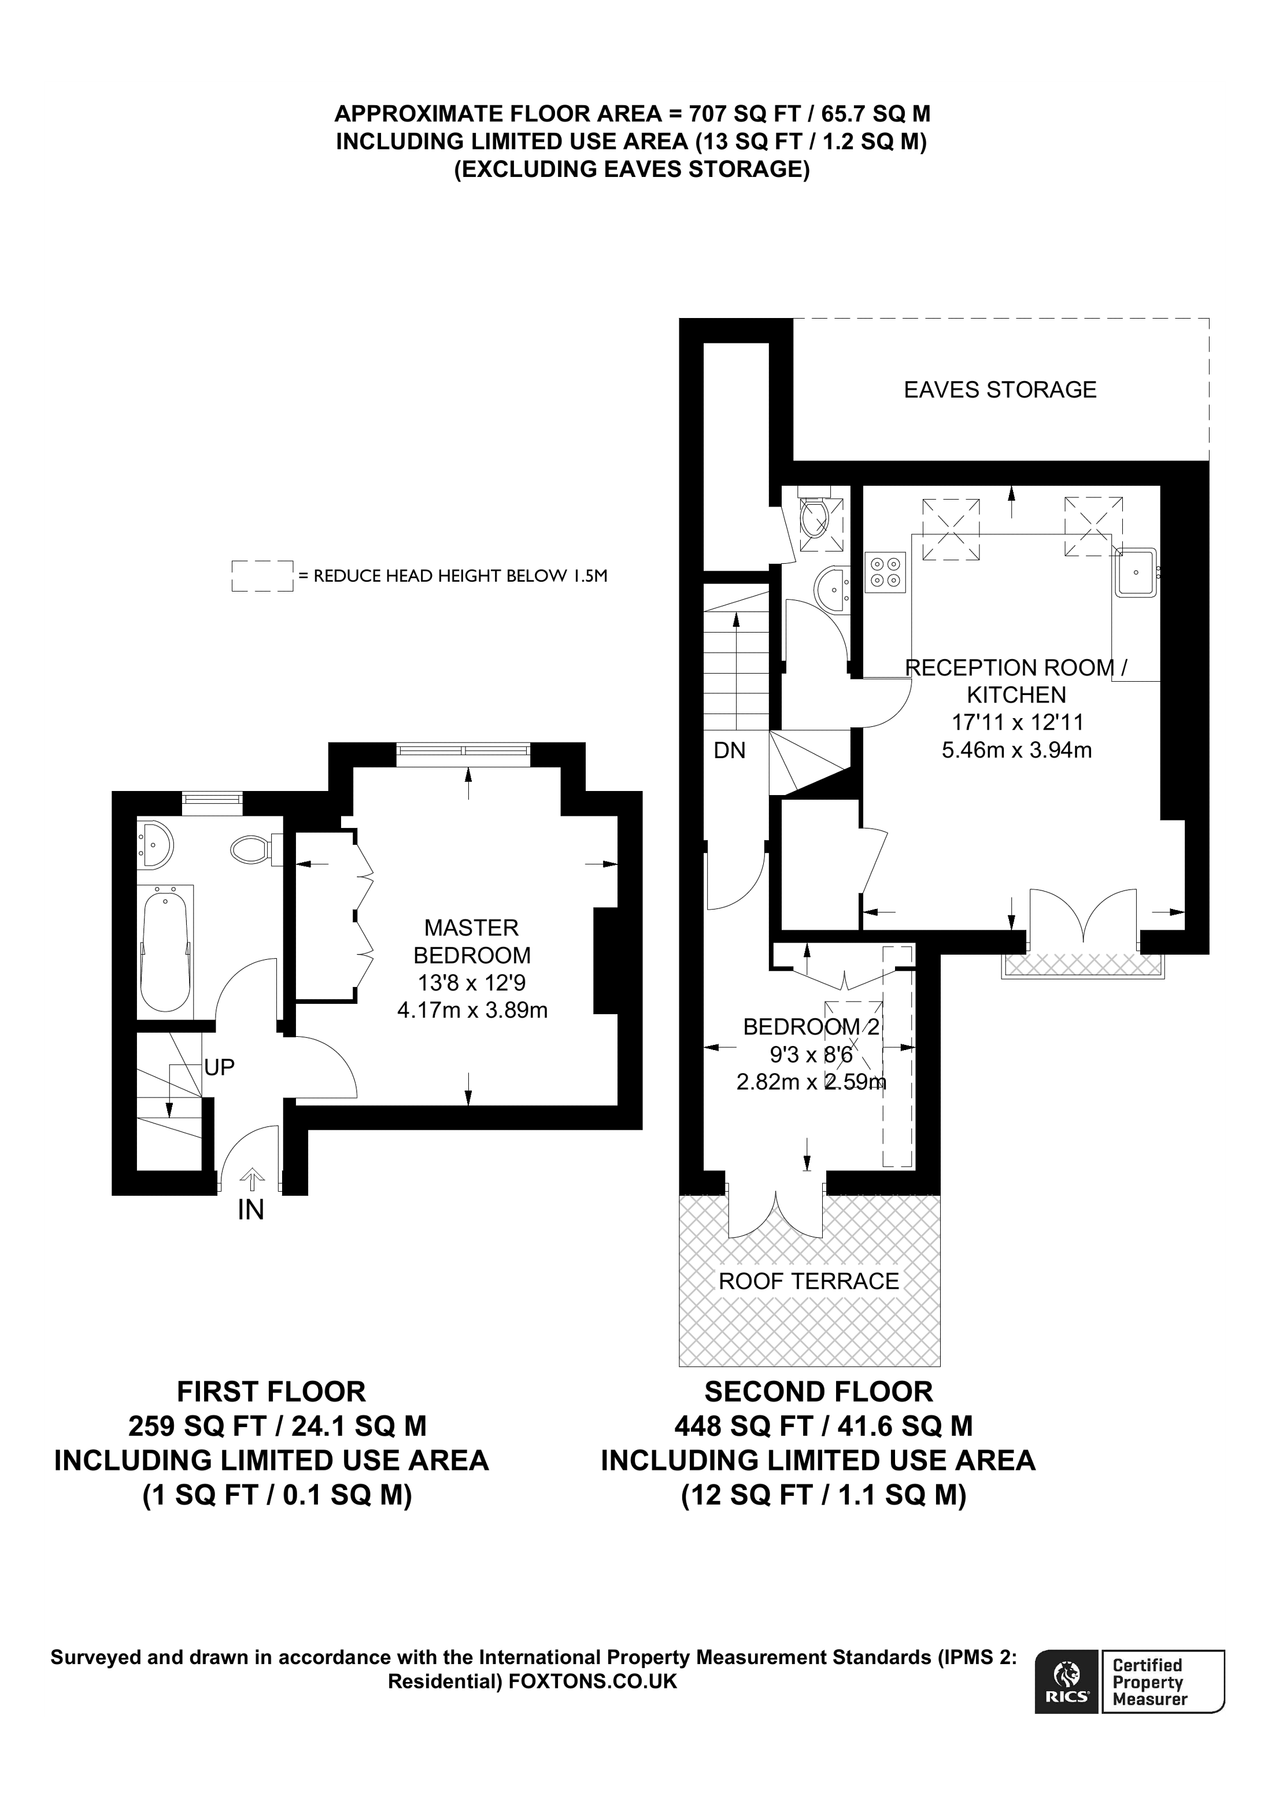 APPROXIMATE FLOOR AREA = 707 SQ FT / 65.7 SQ M
INCLUDING LIMITED USE AREA (13 SQ FT / 1.2 SQ M)
(EXCLUDING EAVES STORAGE)
EAVES STORAGE
= REDUCE HEAD HEIGHT BELOW 1.5M
RECEPTION ROOM /
KITCHEN
17'11 x 12'11
5.46m x 3.94m
DN
MASTER
BEDROOM
13'8 x 12'9
4.17m x 3.89m
UP
IN
BEDROOM 2
9'3 x 8'6
2.82m x 2.59m
ROOF TERRACE
FIRST FLOOR
259 SQ FT / 24.1 SQ M
INCLUDING LIMITED USE AREA
(1 SQ FT / 0.1 SQ M)
SECOND FLOOR
448 SQ FT / 41.6 SQ M
INCLUDING LIMITED USE AREA
(12 SQ FT / 1.1 SQ M)
Surveyed and drawn in accordance with the International Property Measurement Standards (IPMS 2:
Residential) FOXTONS.CO.UK
RICS
Certified
Property
Measurer